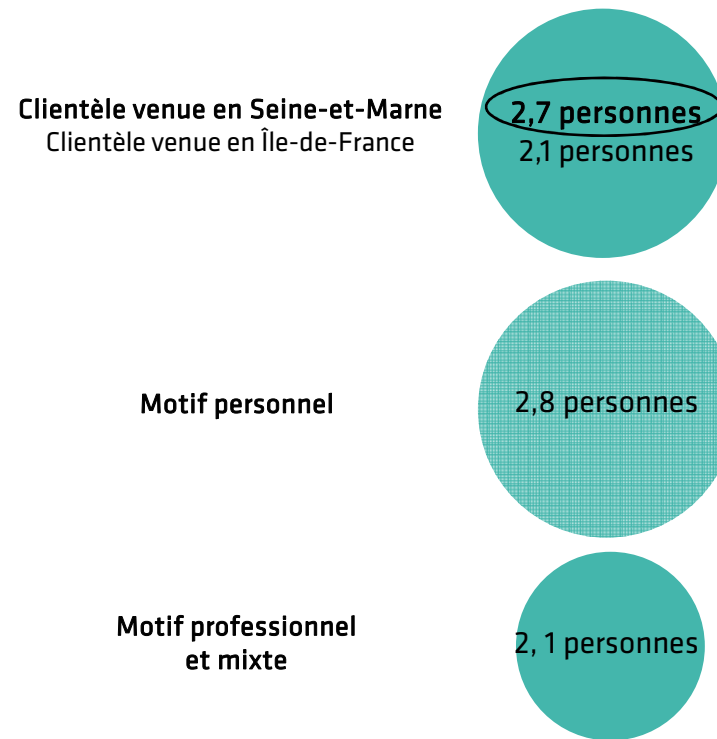 Clientèle venue en Seine-et-Marne
2,7 personnes
Clientèle venue en Île-de-France
2,1 personnes
Motif personnel
2,8 personnes
Motif professionnel
et mixte
2, 1 personnes